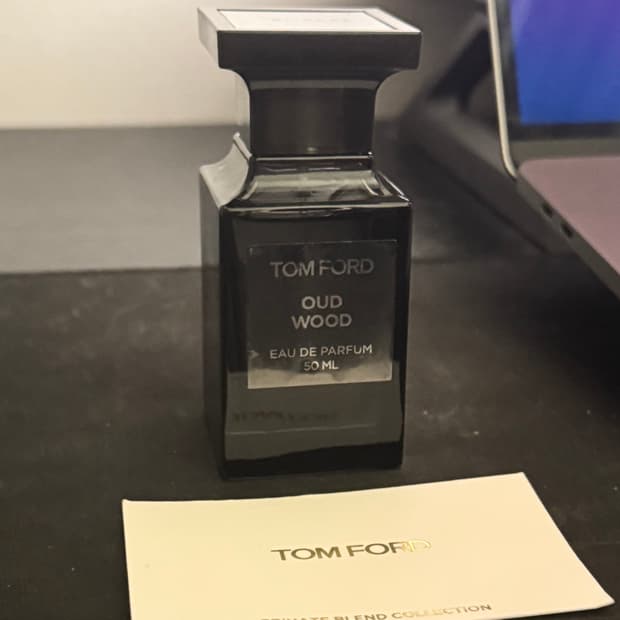 TOM FORD
OUD
WOOD
EAU DE PARFUM
50 ML
TOM FORD
PRIVATE BLEND COLLECTION